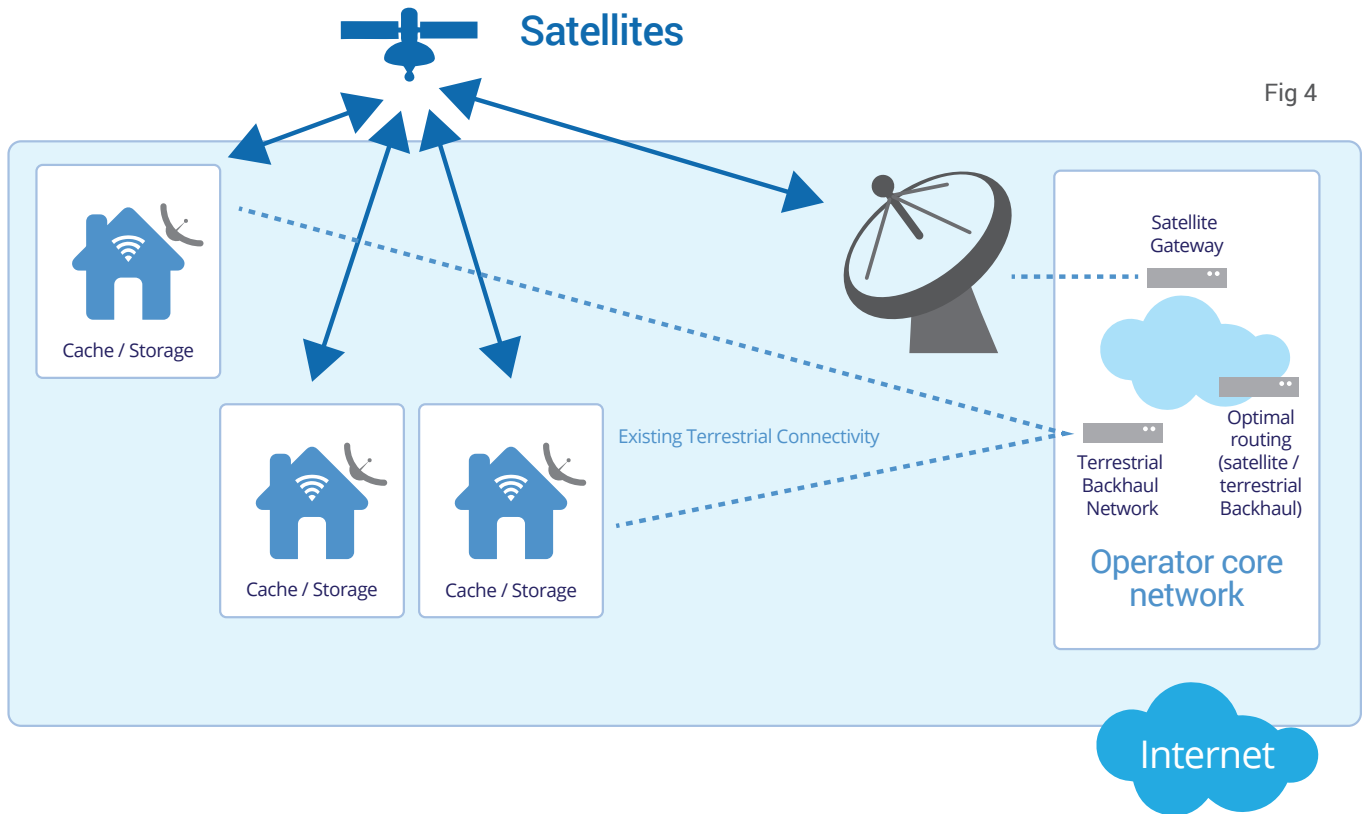 Satellites
Fig 4
Satellite
Gateway
Cache / Storage
Existing Terrestrial Connectivity
Terrestrial
Backhaul
Network
Optimal
routing
(satellite /
terrestrial
Backhaul)
Operator core
network
Cache / Storage
Cache / Storage
Internet